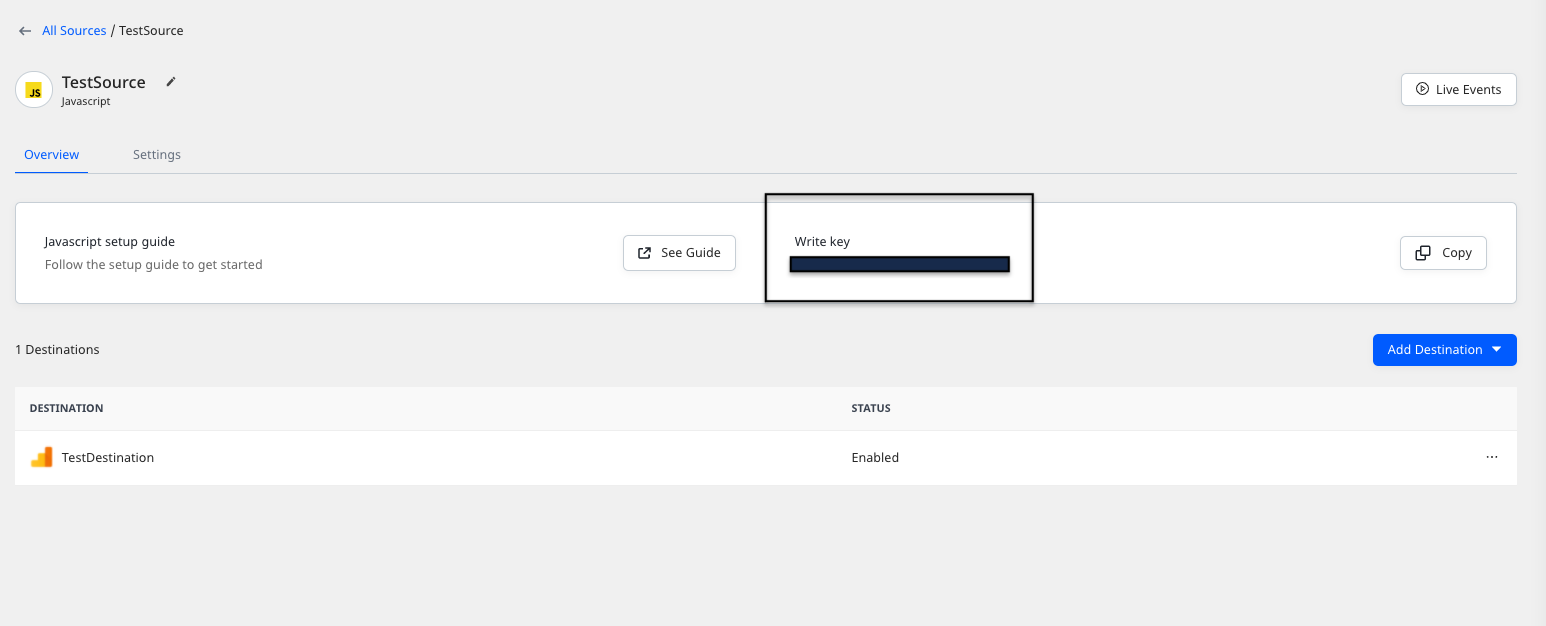 All Sources / TestSource
JS
TestSource
Javascript
Live Events
Overview
Settings
Javascript setup guide
Follow the setup guide to get started
See Guide
Write key
Copy
1 Destinations
Add Destination
DESTINATION
STATUS
TestDestination
Enabled
...